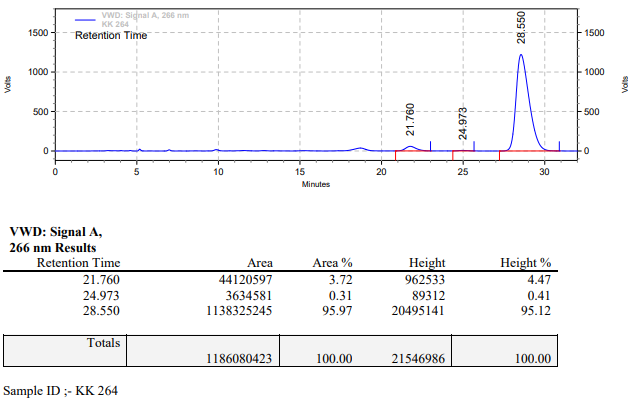 VWD: Signal A, 266 nm
KK 264
Retention Time
1500
1000
500
0
Volts
1500
1000
500
0
Volts
21.760
24.973
28.550
0 5 10 15 20 25 30
Minutes
VWD: Signal A,
266 nm Results
Retention Time Area Area % Height Height %
21.760 44120597 3.72 962533 4.47
24.973 3634581 0.31 89312 0.41
28.550 1138325245 95.97 20495141 95.12
Totals
1186080423 100.00 21546986 100.00
Sample ID ;- KK 264